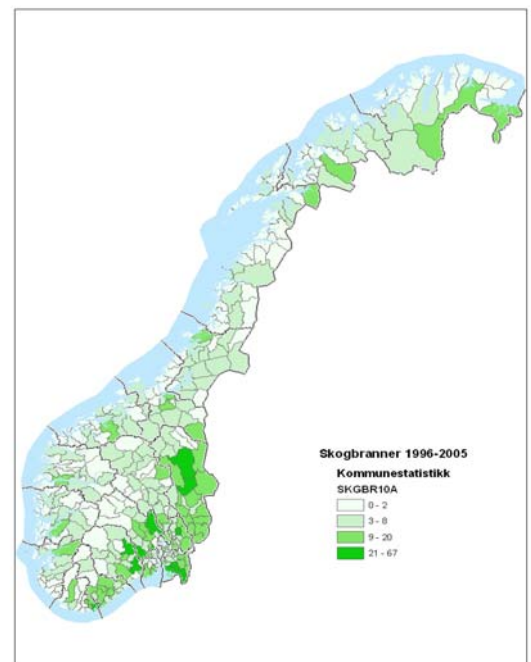 Skogbranner 1996-2005
Kommunestatistikk
SKGBR10A
0 - 2
3 - 8
9 - 20
21 - 67